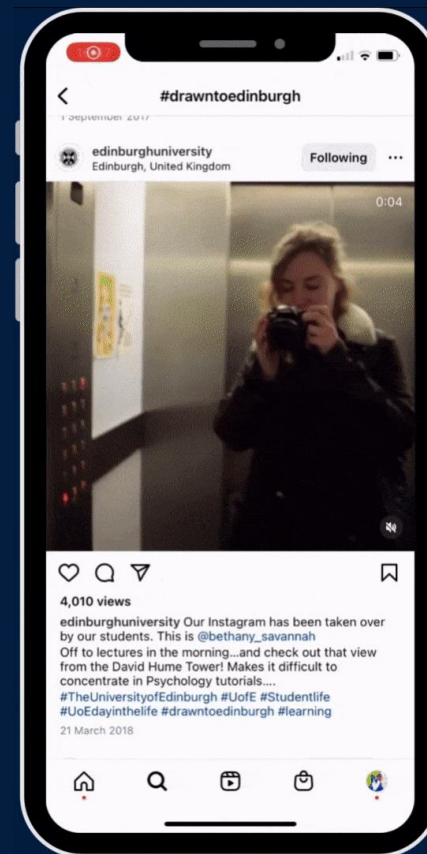 #drawntoedinburgh
1 September 2017
edinburghuniversity
Edinburgh, United Kingdom
Following
0:04
4,010 views
edinburghuniversity Our Instagram has been taken over
by our students. This is @bethany_savannah
Off to lectures in the morning...and check out that view
from the David Hume Tower! Makes it difficult to
concentrate in Psychology tutorials....
#TheUniversityofEdinburgh #UofE #Studentlife
#UoEdayinthelife #drawntoedinburgh #learning
21 March 2018